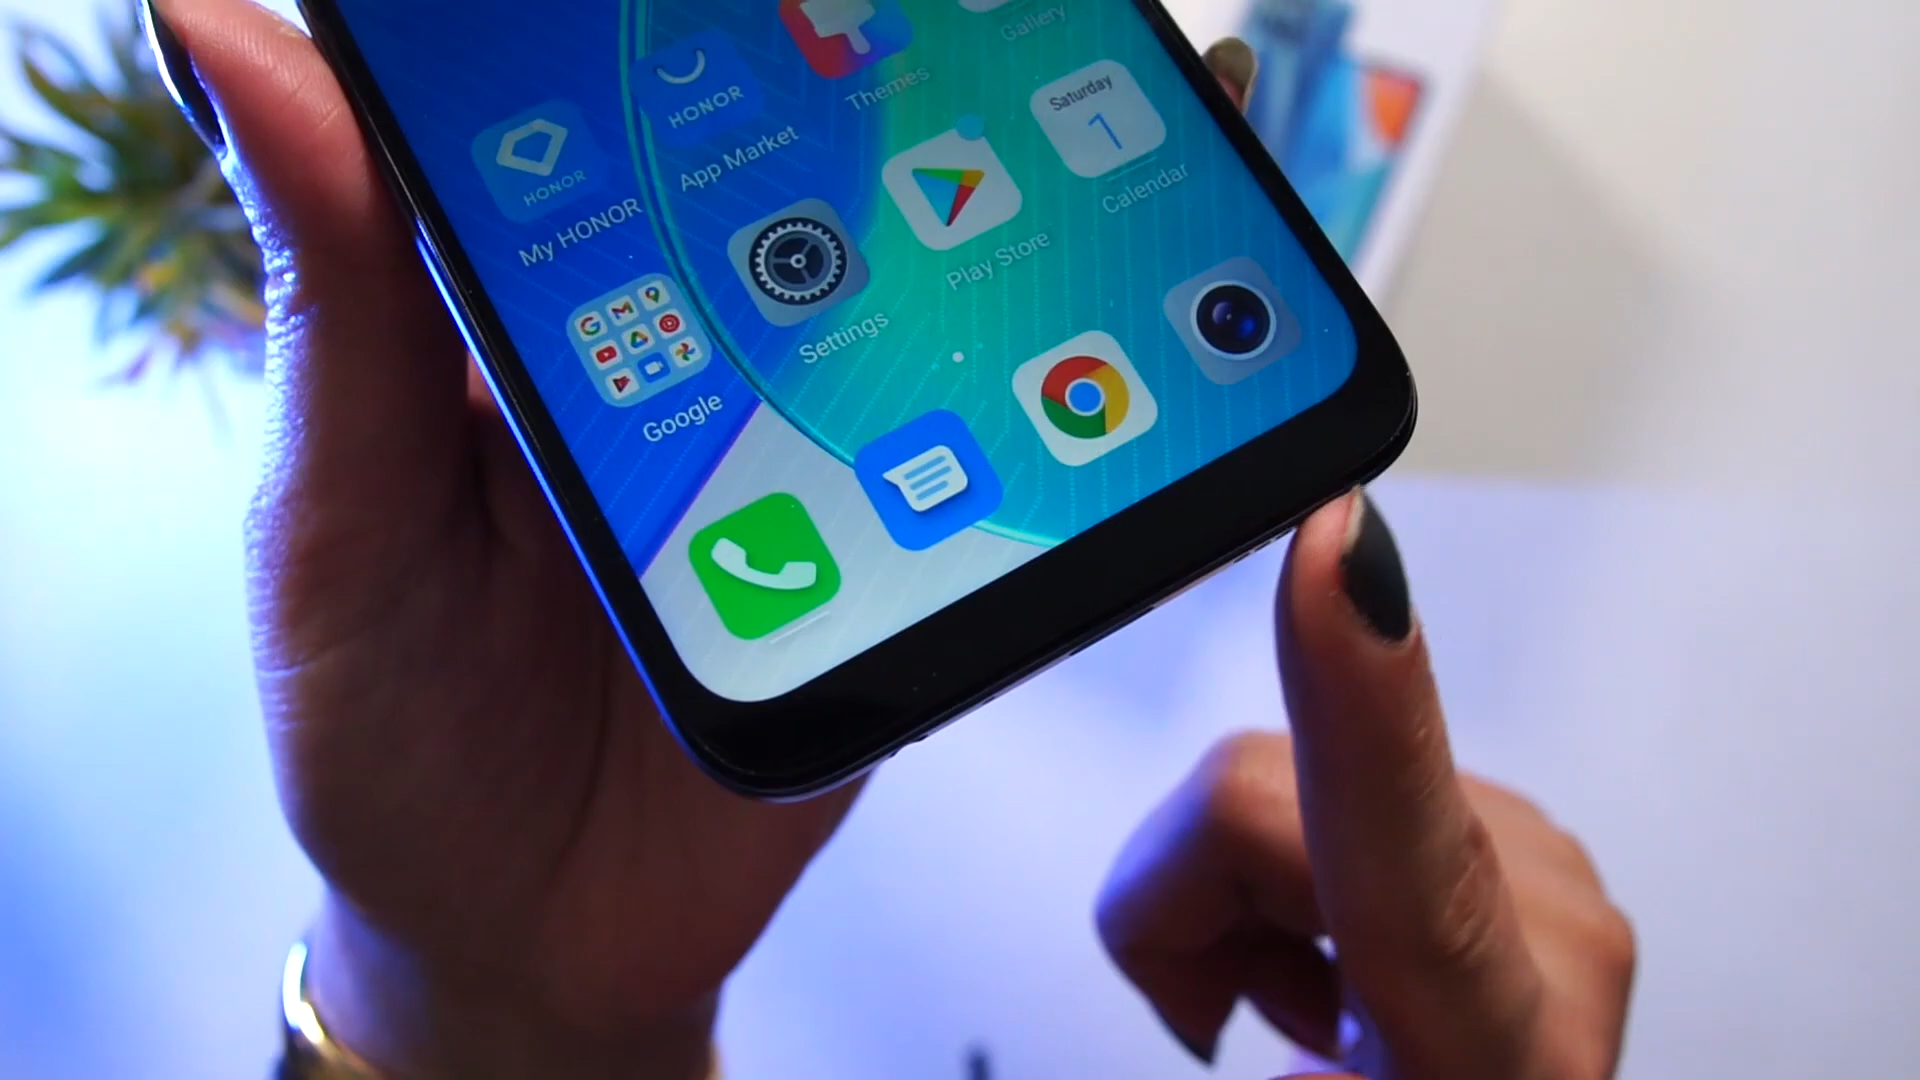 Gallery
Themes
HONOR
App Market
HONOR
My HONOR
Saturday
1
Calendar
Play Store
Settings
Google